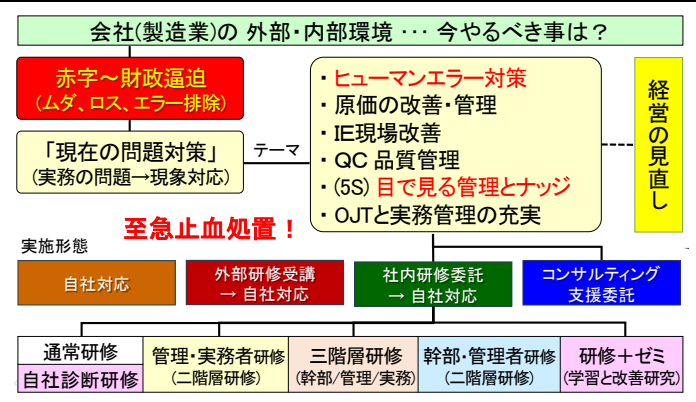 会社(製造業)の 外部・内部環境 ･･･ 今やるべき事は？
赤字～財政逼迫
(ムダ、ロス、エラー排除)
「現在の問題対策」
(実務の問題→現象対応)
テーマ
・ヒューマンエラー対策
・原価の改善・管理
・IE現場改善
・QC 品質管理
・(5S) 目で見る管理とナッジ
・OJTと実務管理の充実
経営の見直し
至急止血処置！
実施形態
自社対応
外部研修受講
→ 自社対応
社内研修委託
→ 自社対応
コンサルティング
支援委託
通常研修
自社診断研修
管理・実務者研修
(二階層研修)
三階層研修
(幹部/管理/実務)
幹部・管理者研修
(二階層研修)
研修＋ゼミ
(学習と改善研究)